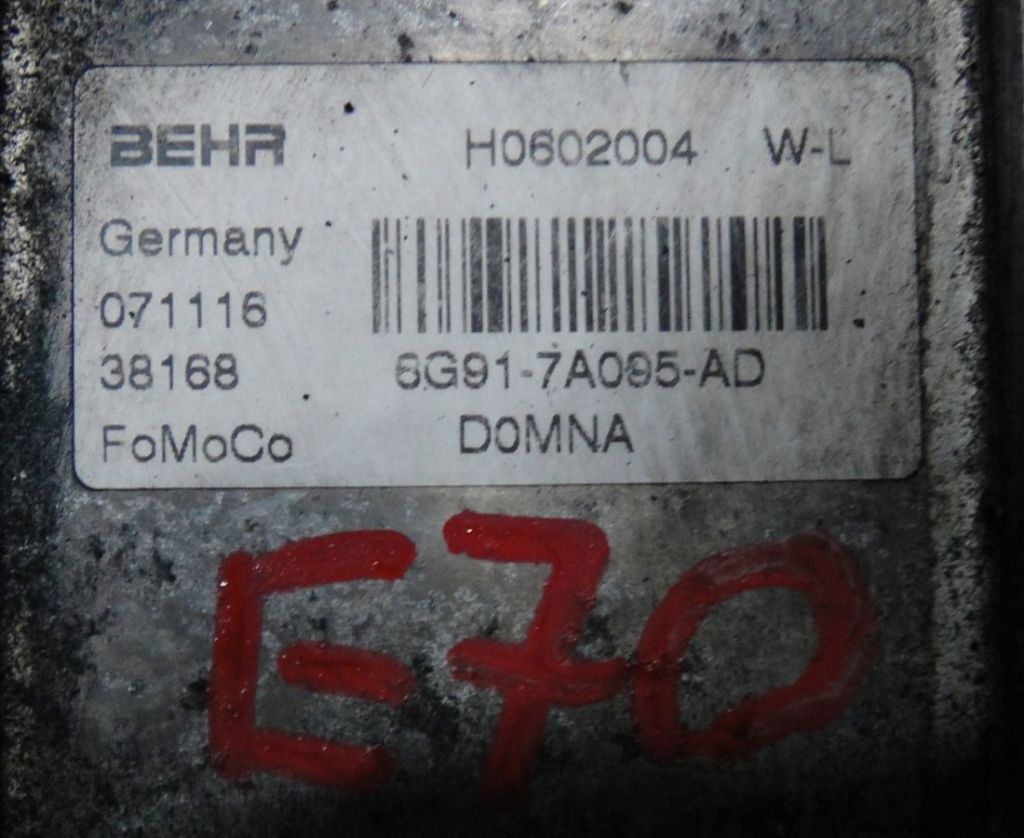 BEHR H0602004 W-L
Germany
071116
38168 6G91-7A095-AD
FoMoCo D0MNA
E70